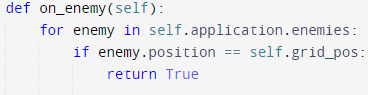 def on_enemy(self):
    for enemy in self.application.enemies:
        if enemy.position == self.grid_pos:
            return True